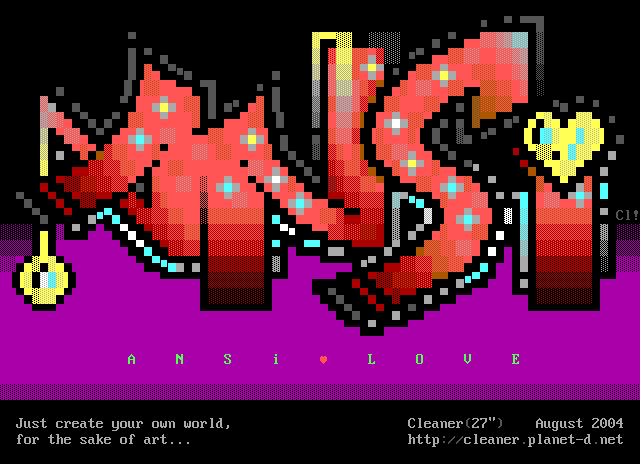 Cl!
A N S i ♥ L O V E
Just create your own world,
for the sake of art...
Cleaner(27") August 2004
http://cleaner.planet-d.net